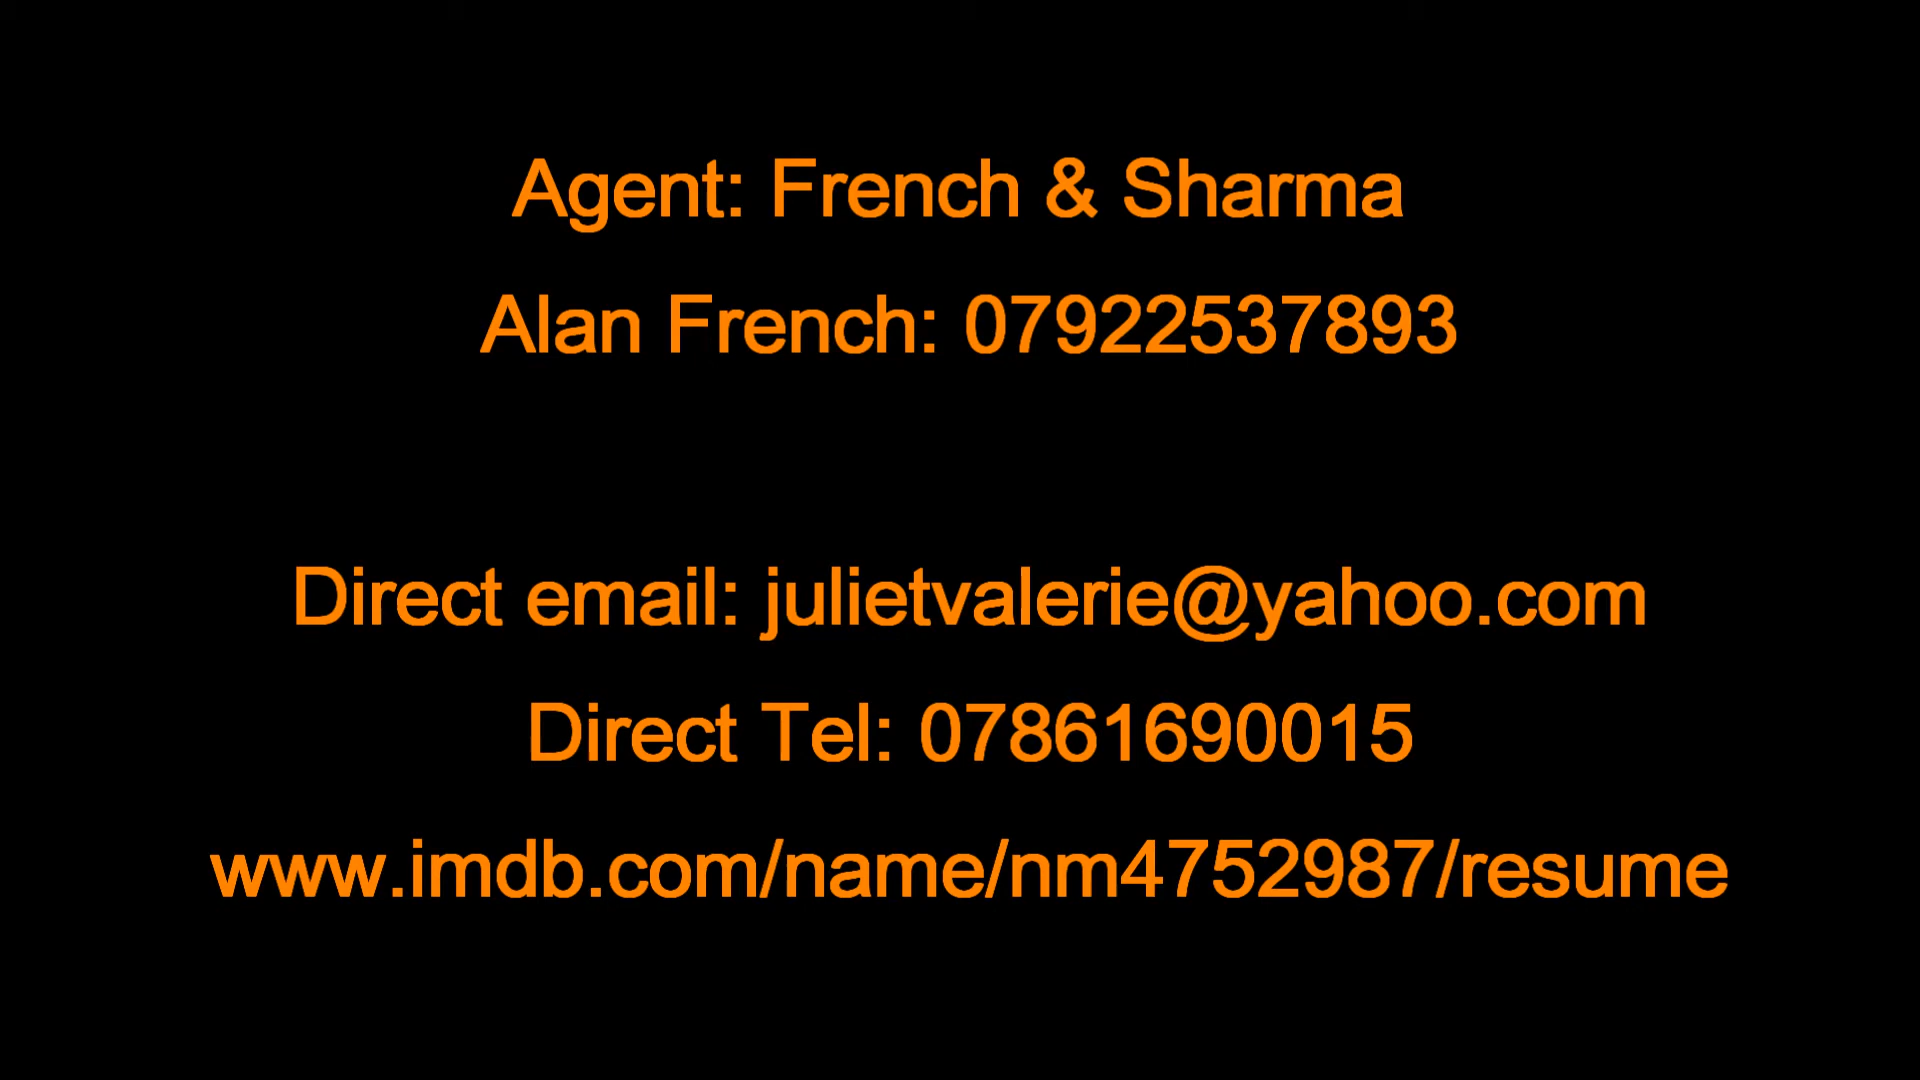 Agent: French & Sharma
Alan French: 07922537893
Direct email: julietvalerie@yahoo.com
Direct Tel: 07861690015
www.imdb.com/name/nm4752987/resume